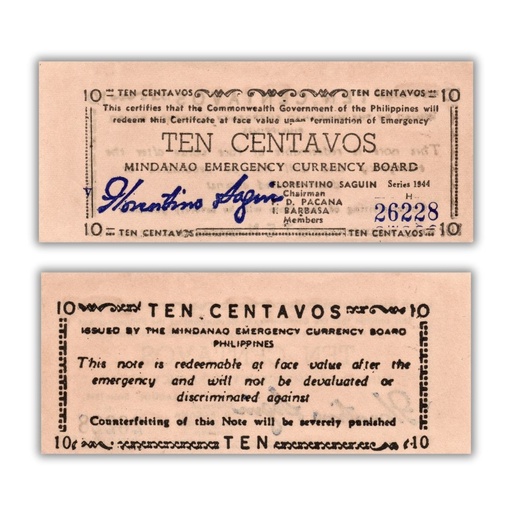 10 TEN CENTAVOS TEN CENTAVOS 10
This certifies that the Commonwealth Government of the Philippines will
redeem this Certifcate at face value upon termination of Emergency
TEN CENTAVOS
MINDANAO EMERGENCY CURRENCY BOARD
Florentino Saguin
FLORENTINO SAGUIN Series 1944
Chairman H
P. D. PACANA
I. BARBASA 26228
Members
10 TEN CENTAVOS TEN CENTAVOS 10
10 TEN CENTAVOS 10
ISSUED BY THE MINDANAO EMERGENCY CURRENCY BOARD
PHILIPPINES
This note is redeemable at face value after the
emergency and will not be devaluated or
discriminated against
Counterfeiting of this Note will be severely punished
10 TEN 10